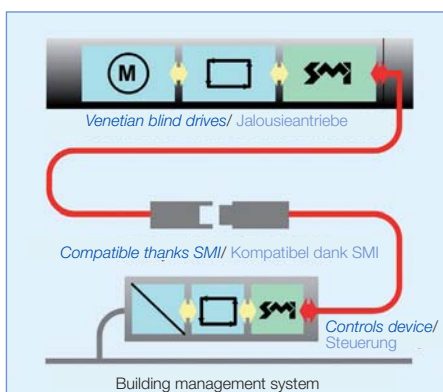 M
SMI
Venetian blind drives/ Jalousieantriebe
Compatible thanks SMI/ Kompatibel dank SMI
SMI
Controls device/
Steuerung
Building management system